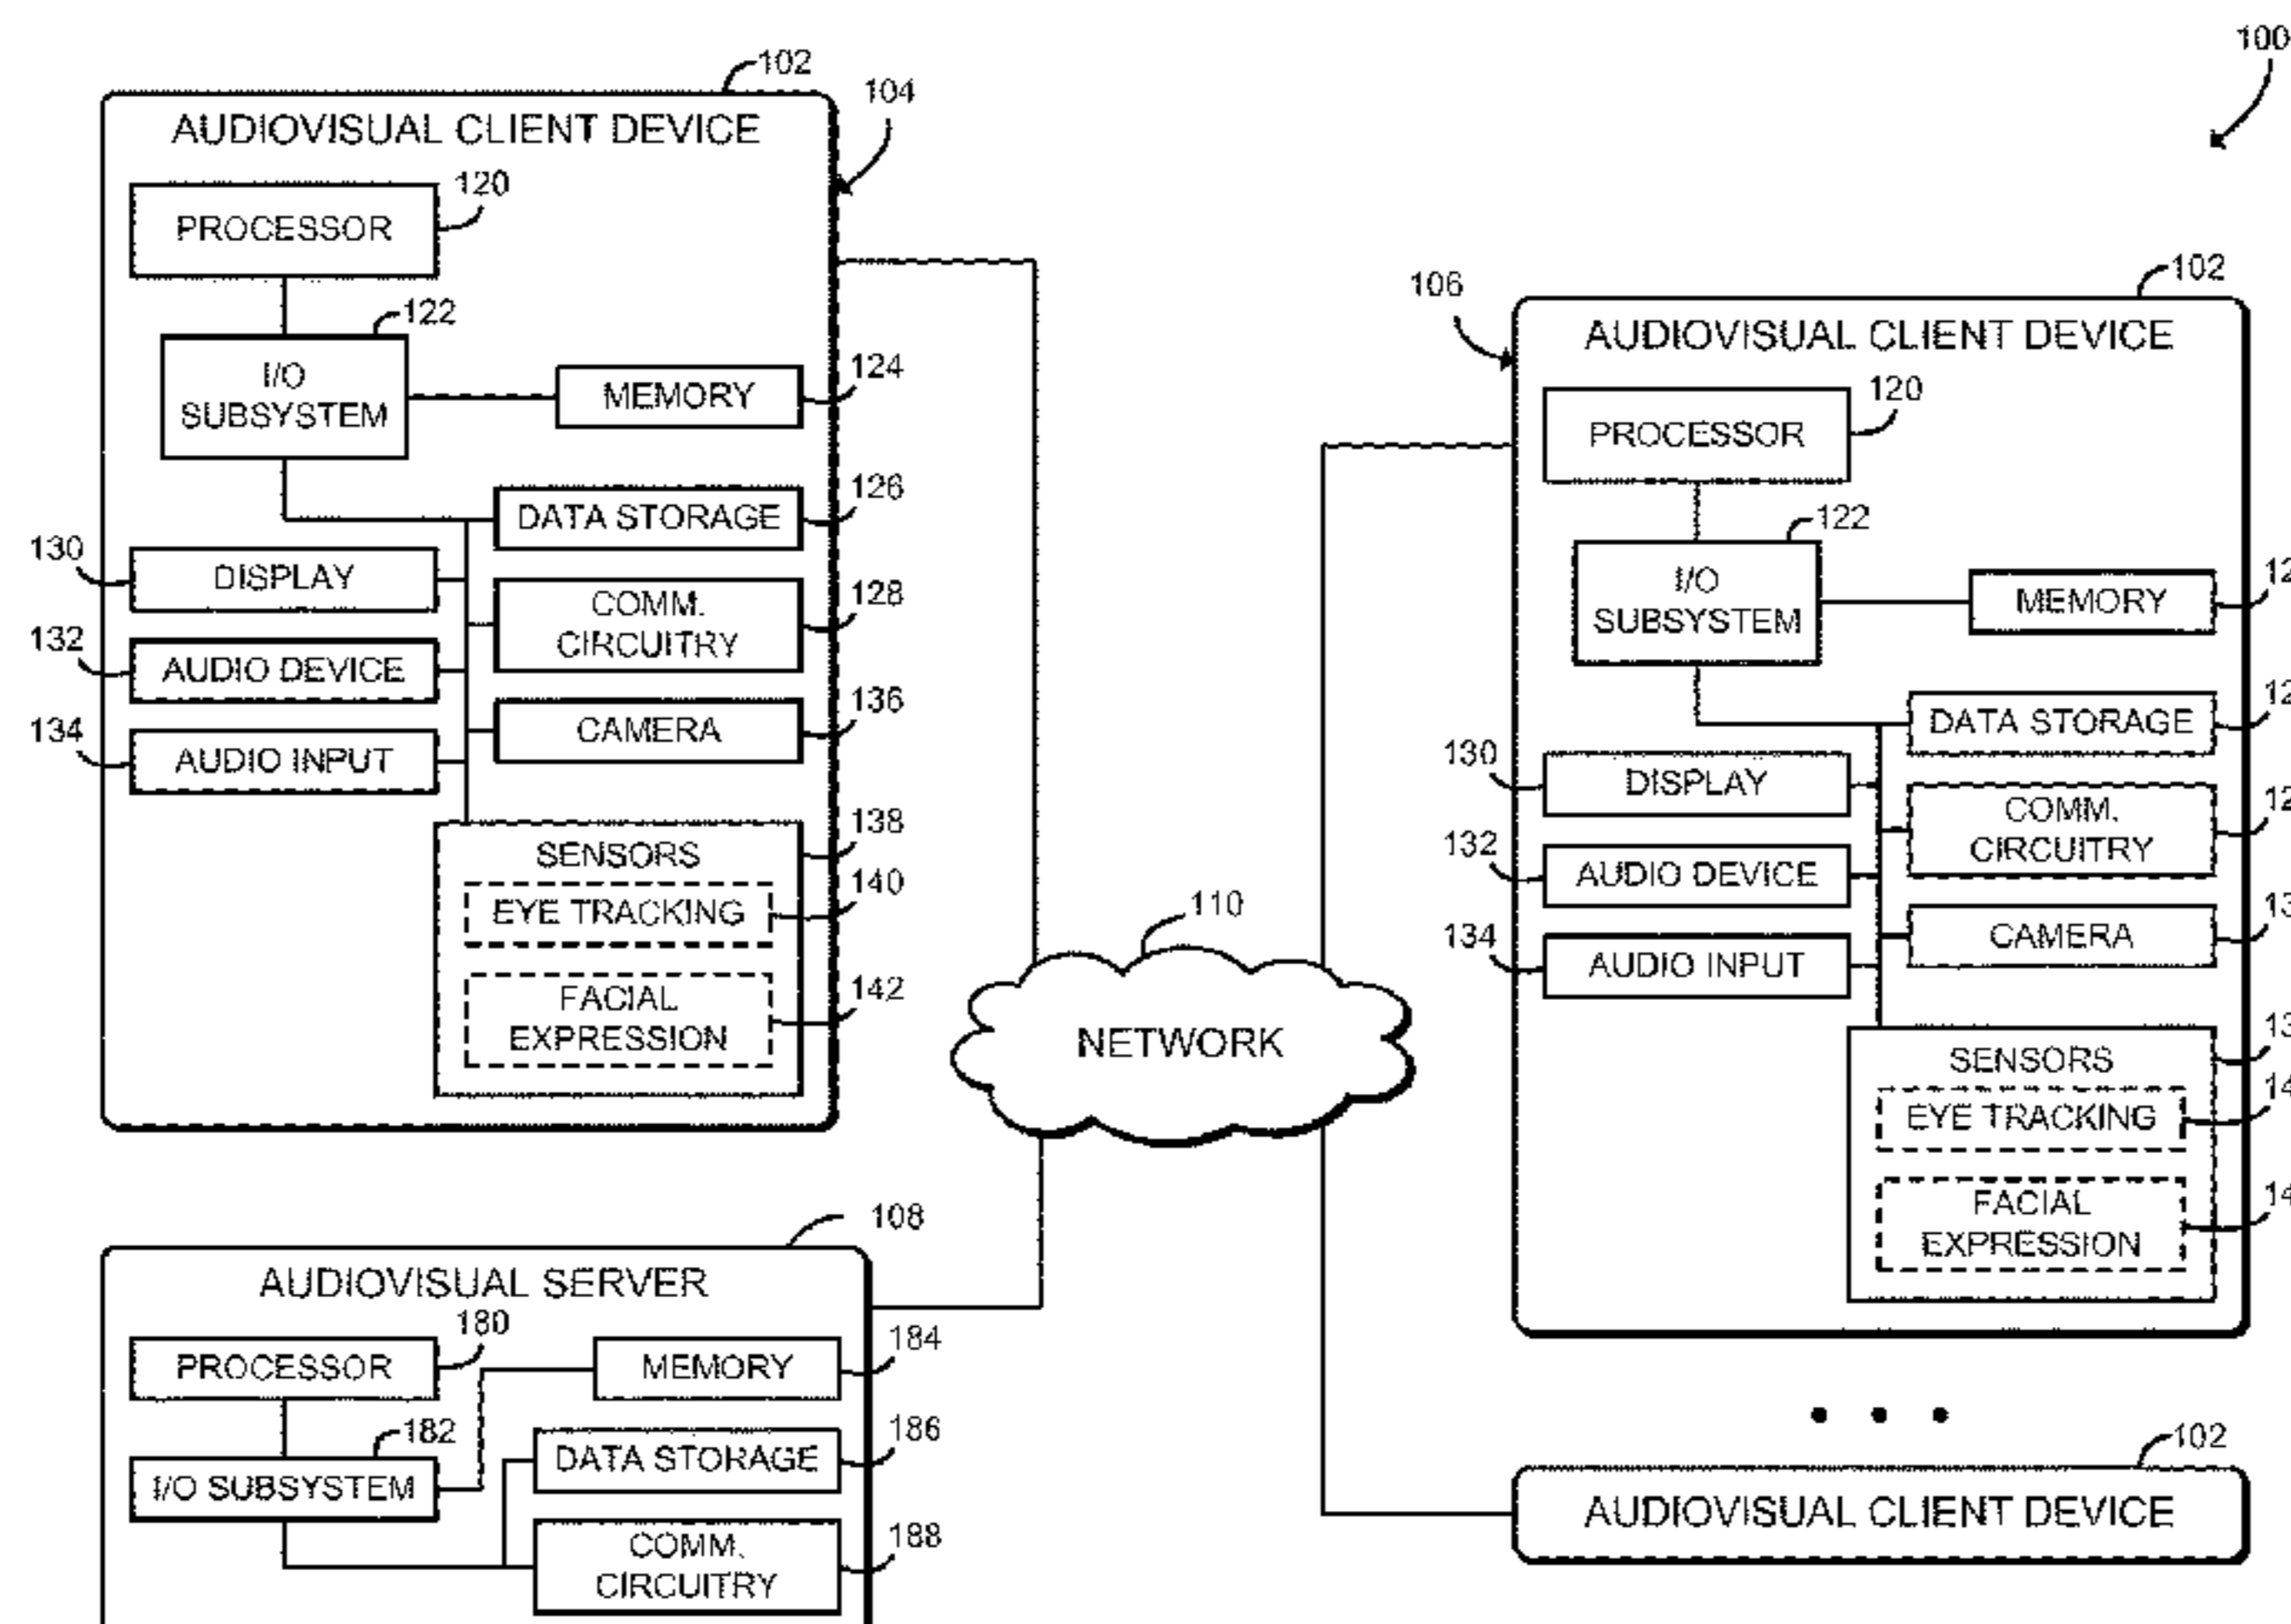 100
102
104
AUDIOVISUAL CLIENT DEVICE
120
PROCESSOR
122
I/O
SUBSYSTEM
124
MEMORY
126
DATA STORAGE
130
DISPLAY
128
COMM.
CIRCUITRY
132
AUDIO DEVICE
136
CAMERA
134
AUDIO INPUT
138
SENSORS
140
EYE TRACKING
142
FACIAL
EXPRESSION
110
NETWORK
108
AUDIOVISUAL SERVER
180
PROCESSOR
184
MEMORY
182
I/O SUBSYSTEM
186
DATA STORAGE
188
COMM.
CIRCUITRY
102
106
AUDIOVISUAL CLIENT DEVICE
120
PROCESSOR
122
I/O
SUBSYSTEM
MEMORY
DATA STORAGE
130
DISPLAY
COMM.
CIRCUITRY
132
AUDIO DEVICE
CAMERA
134
AUDIO INPUT
SENSORS
EYE TRACKING
FACIAL
EXPRESSION
• • •
102
AUDIOVISUAL CLIENT DEVICE